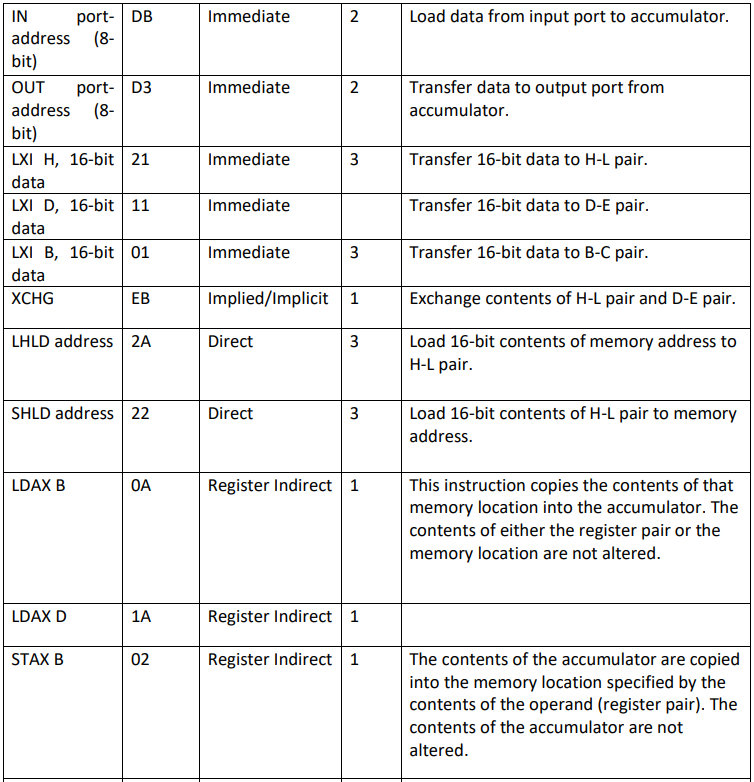 IN port- DB Immediate 2 Load data from input port to accumulator.
address (8-
bit)
OUT port- D3 Immediate 2 Transfer data to output port from
address (8- accumulator.
bit)
LXI H, 16-bit 21 Immediate 3 Transfer 16-bit data to H-L pair.
data
LXI D, 16-bit 11 Immediate Transfer 16-bit data to D-E pair.
data
LXI B, 16-bit 01 Immediate 3 Transfer 16-bit data to B-C pair.
data
XCHG EB Implied/Implicit 1 Exchange contents of H-L pair and D-E pair.
LHLD address 2A Direct 3 Load 16-bit contents of memory address to
H-L pair.
SHLD address 22 Direct 3 Load 16-bit contents of H-L pair to memory
address.
LDAX B 0A Register Indirect 1 This instruction copies the contents of that
memory location into the accumulator. The
contents of either the register pair or the
memory location are not altered.
LDAX D 1A Register Indirect 1
STAX B 02 Register Indirect 1 The contents of the accumulator are copied
into the memory location specified by the
contents of the operand (register pair). The
contents of the accumulator are not
altered.